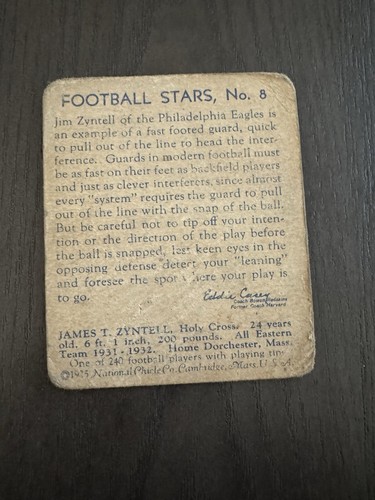 FOOTBALL STARS, No. 8
Jim Zyntell of the Philadelphia Eagles is
an example of a fast footed guard, quick
to pull out of the line to head the inter-
ference. Guards in modern football must
be as fast on their feet as backfield players
and just as clever interferers, since almost
every "system" requires the guard to pull
out of the line with the snap of the ball.
But be careful not to tip off your inten-
tion or the direction of the play before
the ball is snapped, lest keen eyes in the
opposing defense detect your "leaning"
and foresee the spot where your play is
to go.
Eddie Casey
Coach Boston Redskins
Former Coach Harvard
JAMES T. ZYNTELL, Holy Cross. 24 years
old. 6 ft. 1 inch, 200 pounds. All Eastern
Team 1931-1932. Home Dorchester, Mass.
One of 240 football players with playing tips.
©1935 National Chicle Co. Cambridge, Mass. U.S.A.